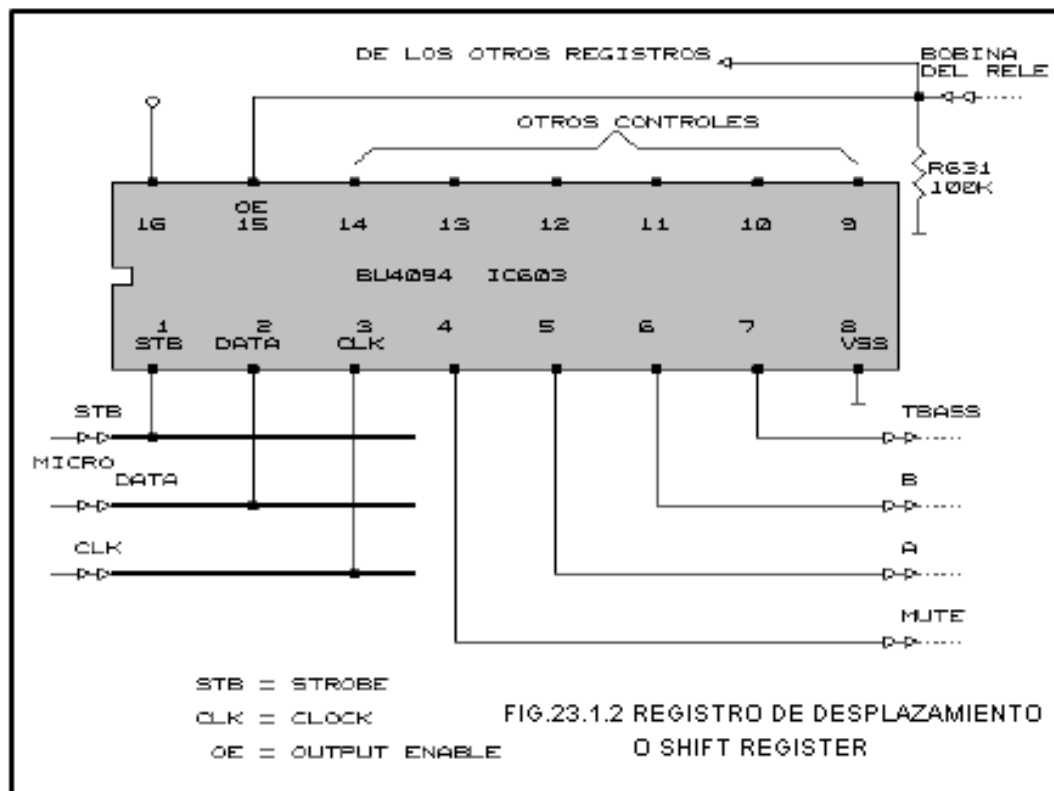 DE LOS OTROS REGISTROS
BOBINA
DEL RELE
OTROS CONTROLES
R631
100K
OE
16 15 14 13 12 11 10 9
BU4094 IC603
1 2 3 4 5 6 7 8
STB DATA CLK VSS
STB
TBASS
MICRO
DATA
B
CLK
A
MUTE
STB = STROBE
CLK = CLOCK
OE = OUTPUT ENABLE
FIG.23.1.2 REGISTRO DE DESPLAZAMIENTO
O SHIFT REGISTER